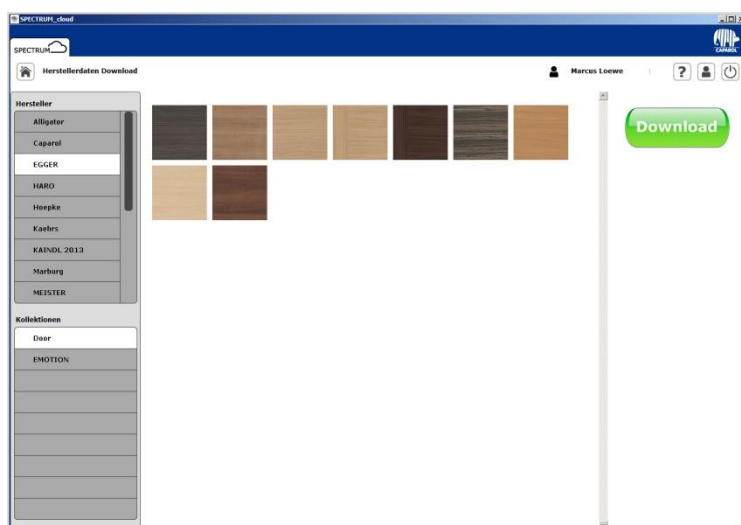 SPECTRUM_cloud
SPECTRUM
CAPAROL
Herstellerdaten Download
Marcus Loewe
?
Hersteller
Alligator
Caparol
EGGER
HARO
Hoepke
Kaehrs
KAINDL 2013
Marburg
MEISTER
Kollektionen
Door
EMOTION
Download